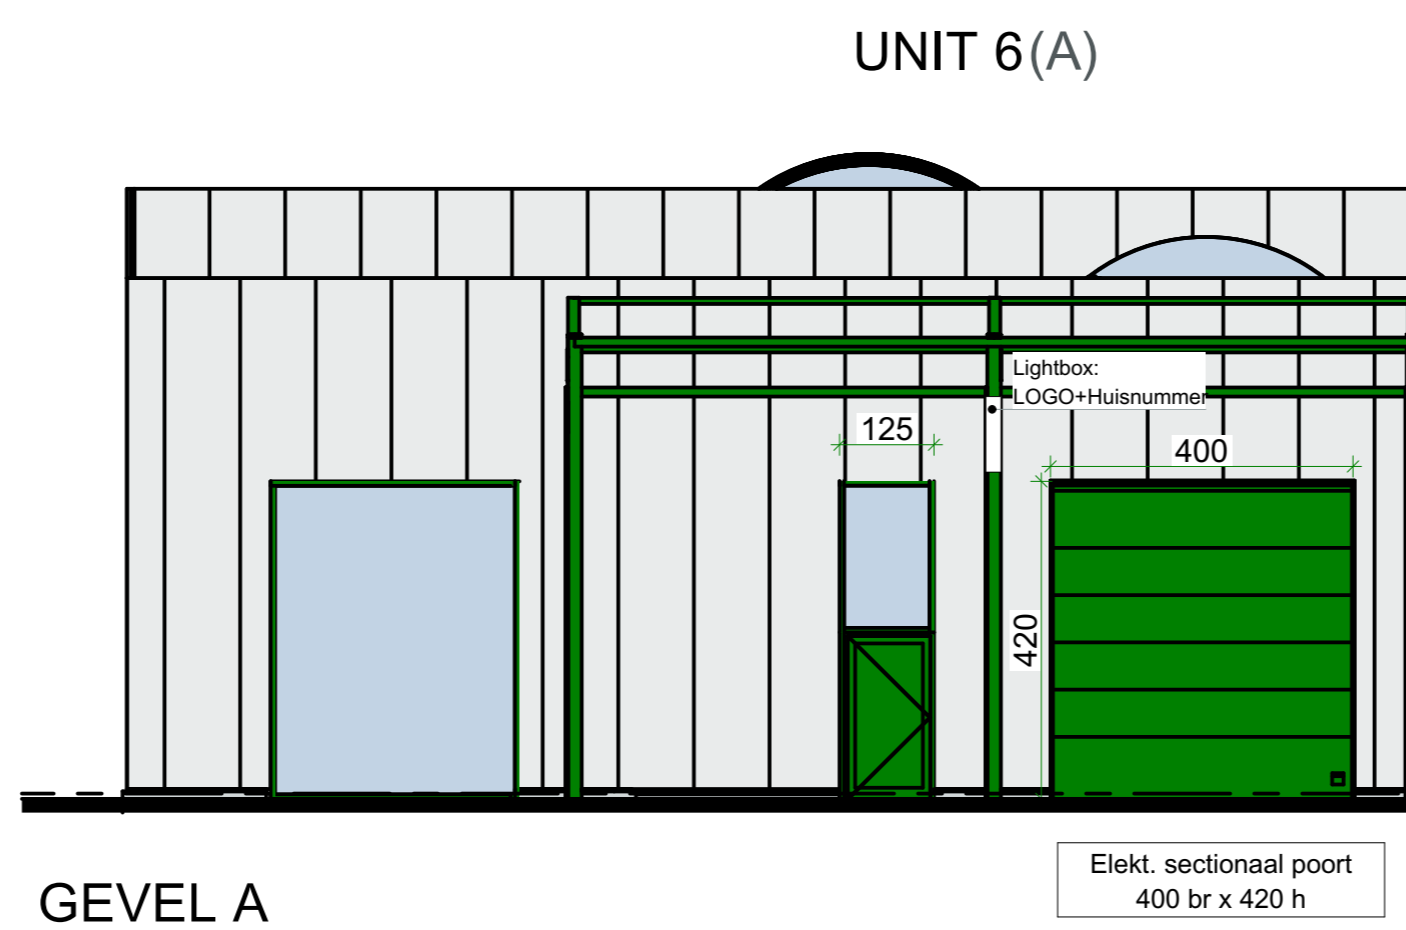 UNIT 6 (A)
Lightbox:
LOGO+Huisnummer
125
400
420
Elekt. sectionaal poort
400 br x 420 h
GEVEL A